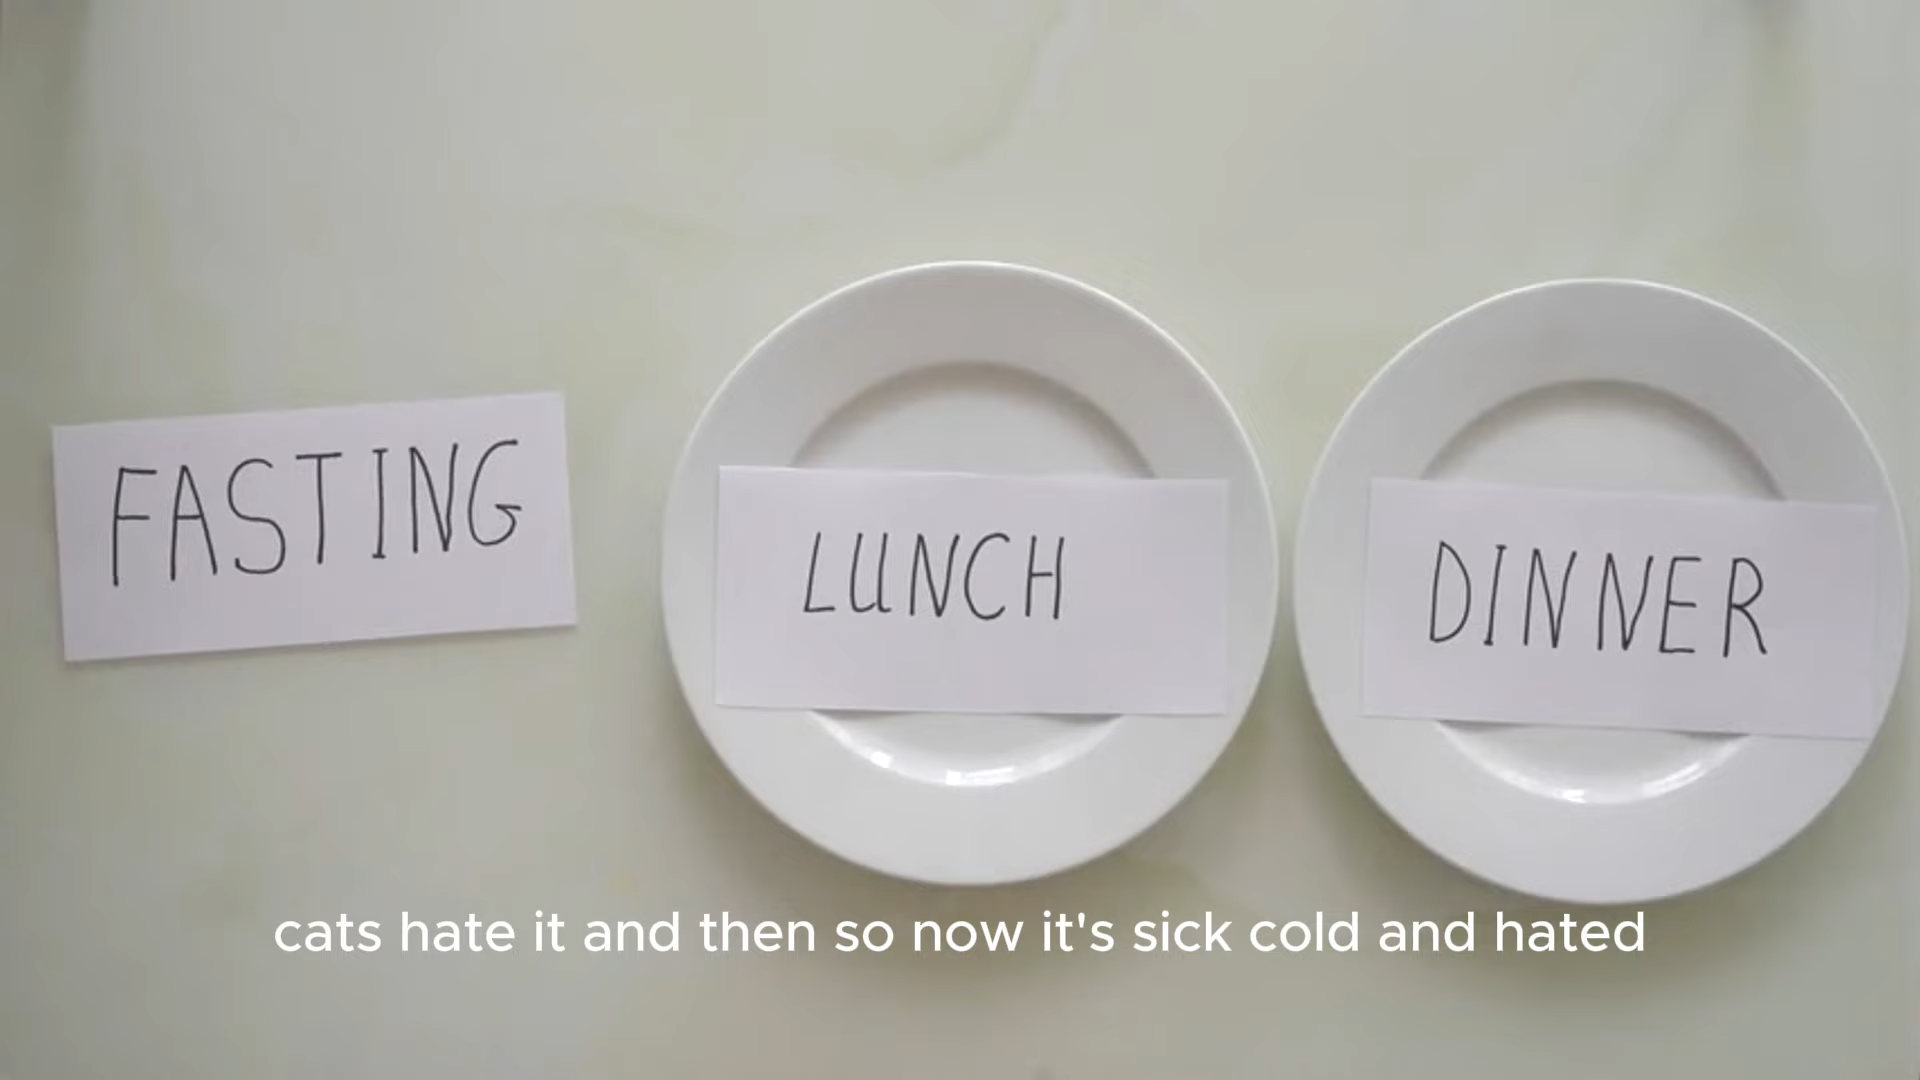 FASTING
LUNCH
DINNER
cats hate it and then so now it's sick cold and hated